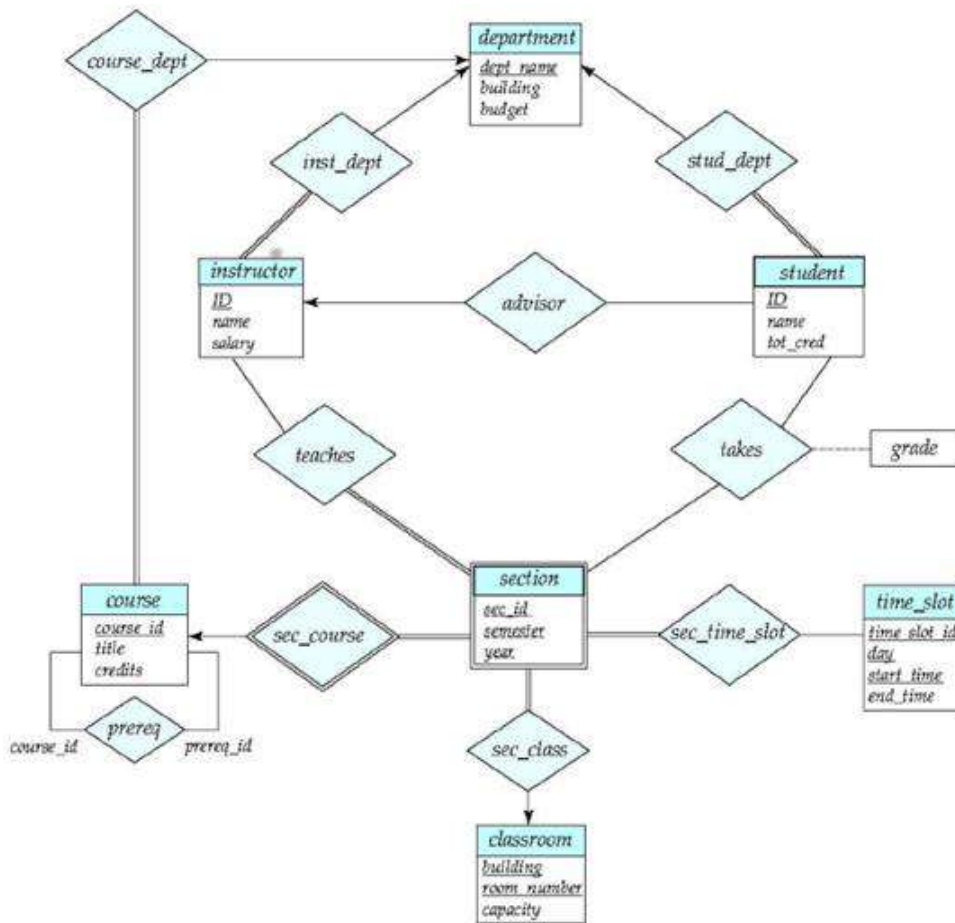 department
dept_name
building
budget
course_dept
inst_dept
stud_dept
instructor
ID
name
salary
advisor
student
ID
name
tot_cred
teaches
takes
grade
course
course_id
title
credits
sec_course
section
sec_id
semester
year
sec_time_slot
time_slot
time_slot_id
day
start_time
end_time
prereq
course_id
prereq_id
sec_class
classroom
building
room_number
capacity